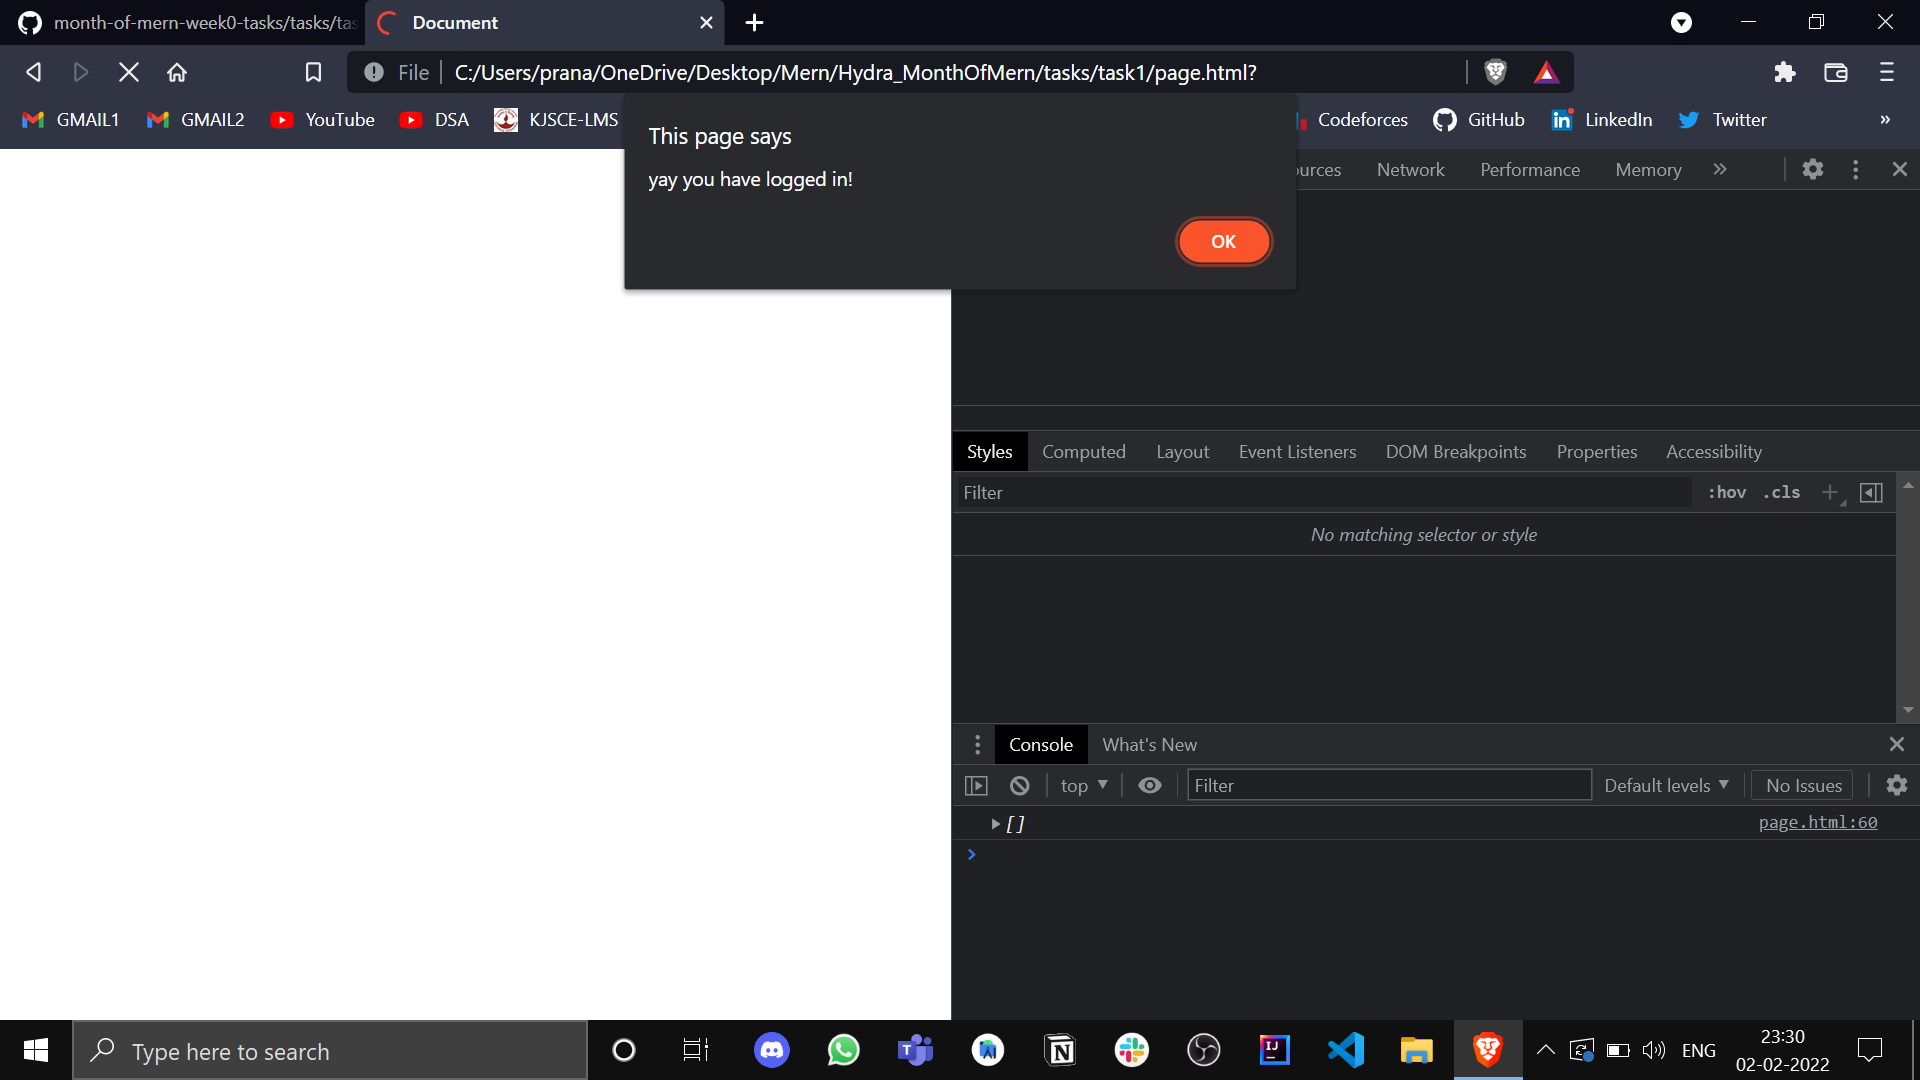 month-of-mern-week0-tasks/tasks/tas
Document
File
C:/Users/prana/OneDrive/Desktop/Mern/Hydra_MonthOfMern/tasks/task1/page.html?
GMAIL1
GMAIL2
YouTube
DSA
KJSCE-LMS
Codeforces
GitHub
LinkedIn
Twitter
»
This page says
yay you have logged in!
OK
urces
Network
Performance
Memory
»
Styles
Computed
Layout
Event Listeners
DOM Breakpoints
Properties
Accessibility
Filter
:hov
.cls
No matching selector or style
Console
What's New
top
Filter
Default levels
No Issues
[]
page.html:60
Type here to search
ENG
23:30
02-02-2022